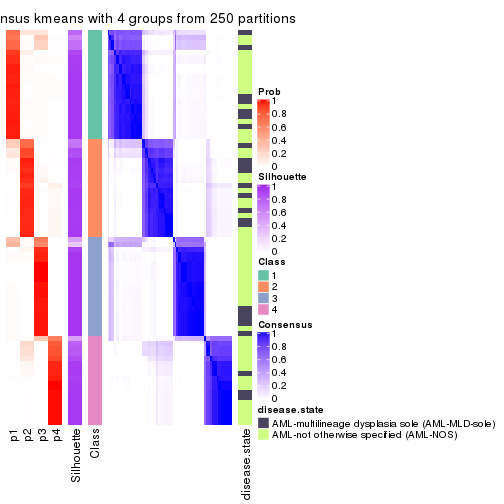 nsus kmeans with 4 groups from 250 partitions
Prob
1
0.8
0.6
0.4
0.2
0
Silhouette
1
0.8
0.6
0.4
0.2
0
Class
1
2
3
4
Consensus
1
0.8
0.6
0.4
0.2
0
disease.state
AML-multilineage dysplasia sole (AML-MLD-sole)
AML-not otherwise specified (AML-NOS)
p1
p2
p3
p4
Silhouette
Class
disease.state